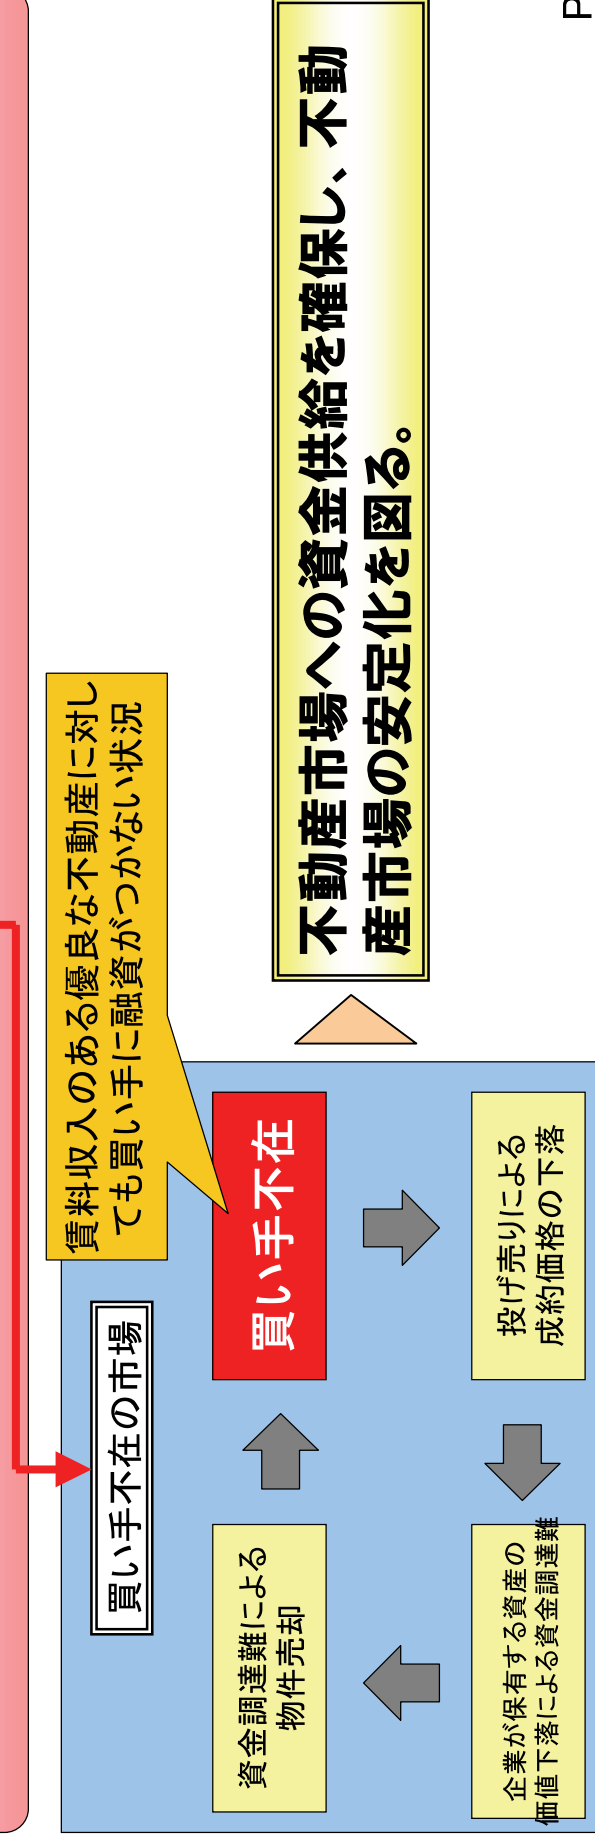 賃料収入のある優良な不動産に対し
ても買い手に融資がつかない状況
買い手不在の市場
資金調達難による
物件売却
買い手不在
企業が保有する資産の
価値下落による資金調達難
投げ売りによる
成約価格の下落
不動産市場への資金供給を確保し、不動
産市場の安定化を図る。
P